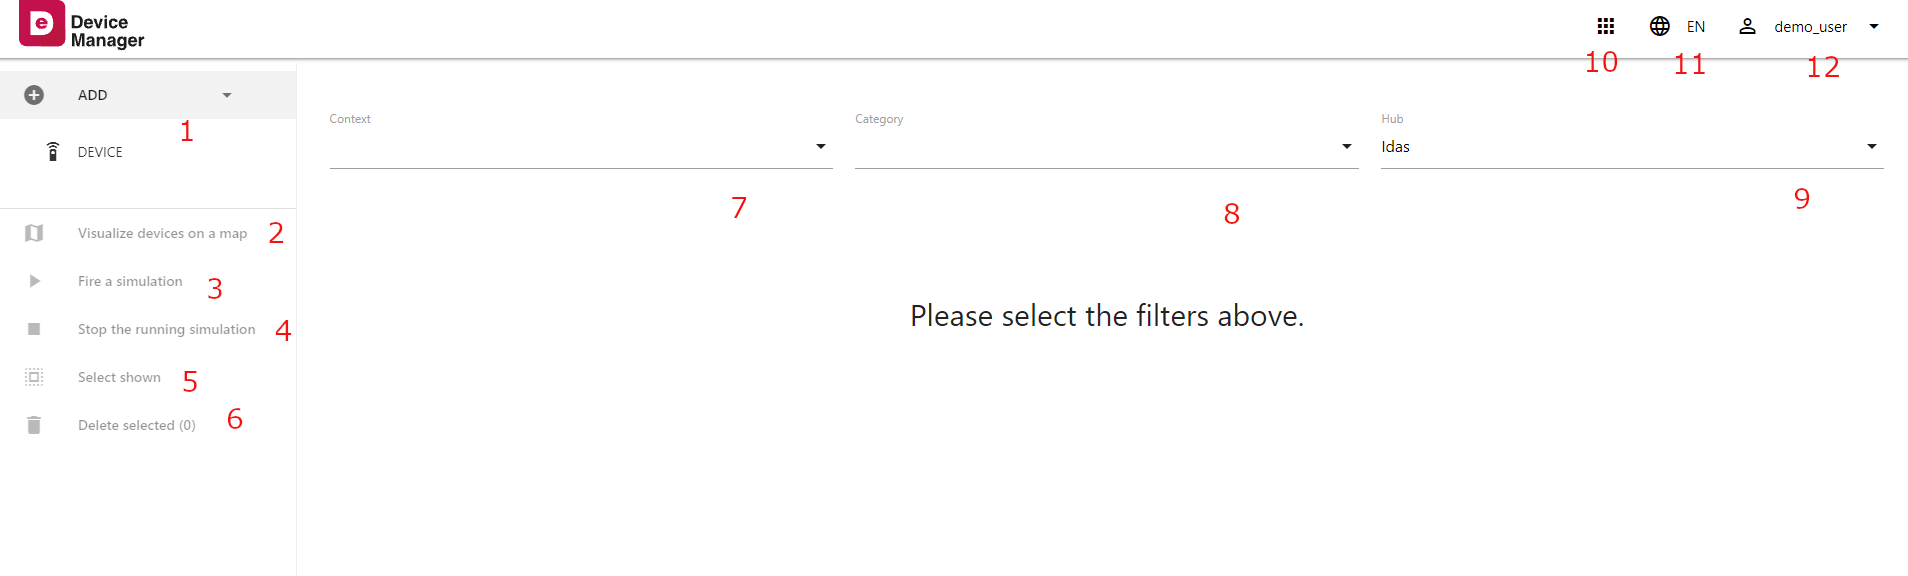 De Device
Manager
EN
demo_user
10
11
12
ADD
1
DEVICE
Context
Category
Hub
Idas
7
8
9
Visualize devices on a map 2
Fire a simulation 3
Stop the running simulation 4
Select shown 5
Delete selected (0) 6
Please select the filters above.